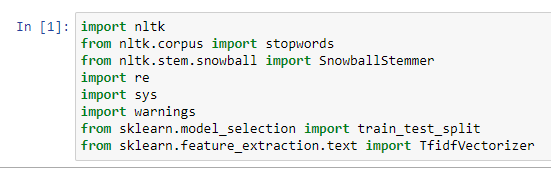 In [1]: import nltk
from nltk.corpus import stopwords
from nltk.stem.snowball import SnowballStemmer
import re
import sys
import warnings
from sklearn.model_selection import train_test_split
from sklearn.feature_extraction.text import TfidfVectorizer